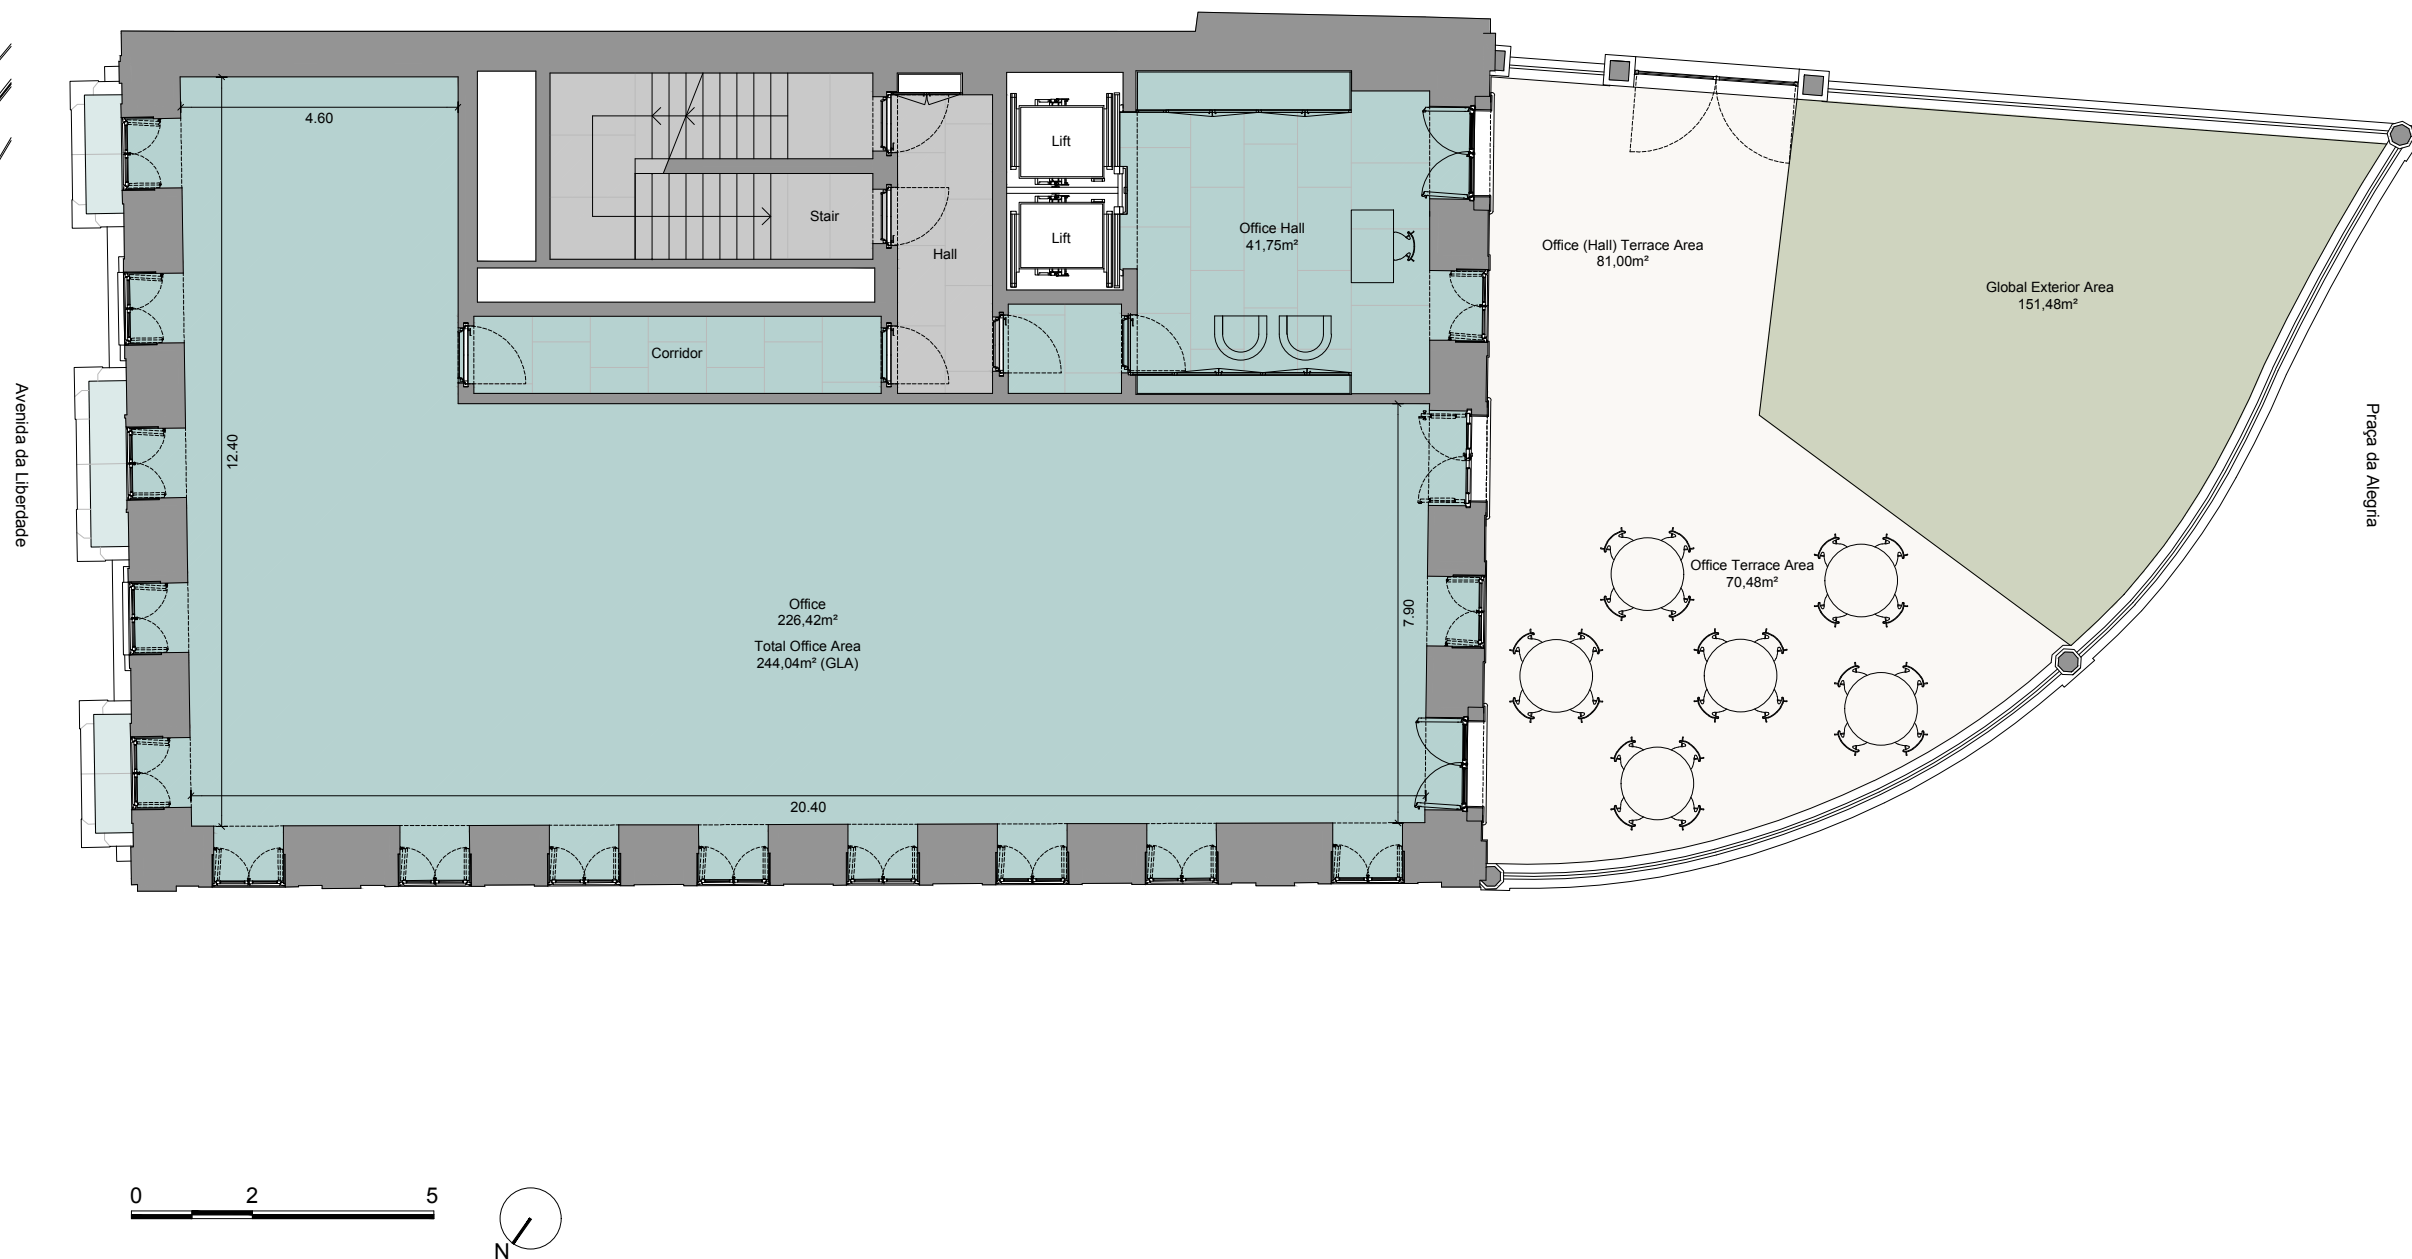 4.60
Lift
Stair
Lift
Hall
Office Hall
41,75m²
Office (Hall) Terrace Area
81,00m²
Global Exterior Area
151,48m²
Corridor
Avenida da Liberdade
12.40
Praça da Alegria
Office Terrace Area
70,48m²
Office
226,42m²
Total Office Area
244,04m² (GLA)
7.90
20.40
0 2 5
N